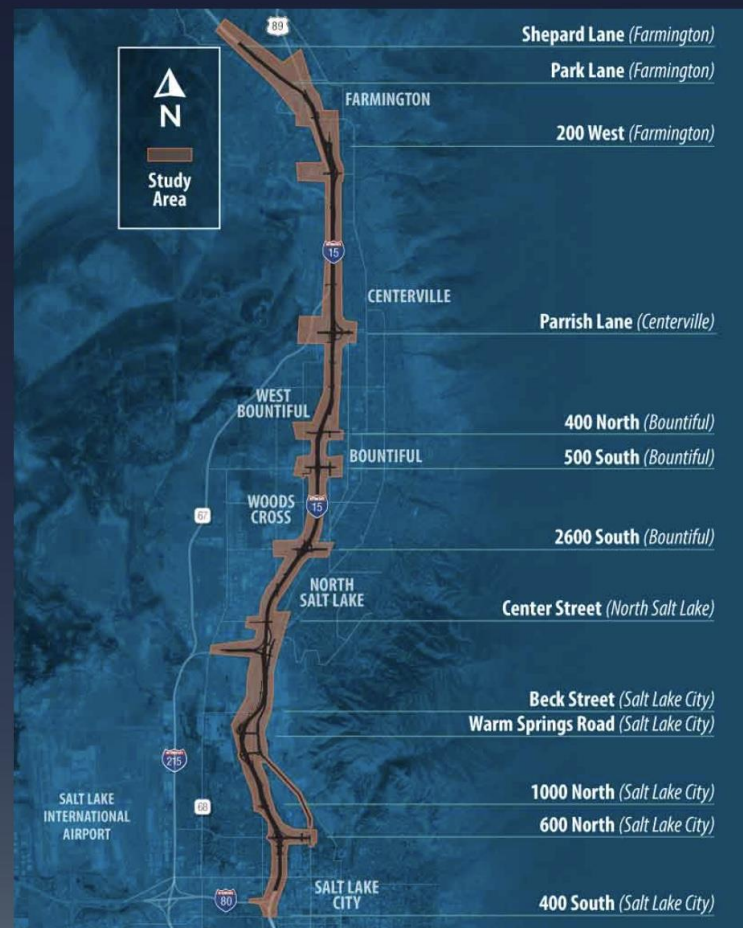 89
Shepard Lane (Farmington)
Park Lane (Farmington)
N
FARMINGTON
200 West (Farmington)
Study
Area
15
CENTERVILLE
Parrish Lane (Centerville)
WEST
BOUNTIFUL
400 North (Bountiful)
BOUNTIFUL
500 South (Bountiful)
WOODS
CROSS
15
67
2600 South (Bountiful)
NORTH
SALT LAKE
Center Street (North Salt Lake)
Beck Street (Salt Lake City)
Warm Springs Road (Salt Lake City)
215
1000 North (Salt Lake City)
SALT LAKE
INTERNATIONAL
AIRPORT
68
600 North (Salt Lake City)
SALT LAKE
CITY
80
400 South (Salt Lake City)